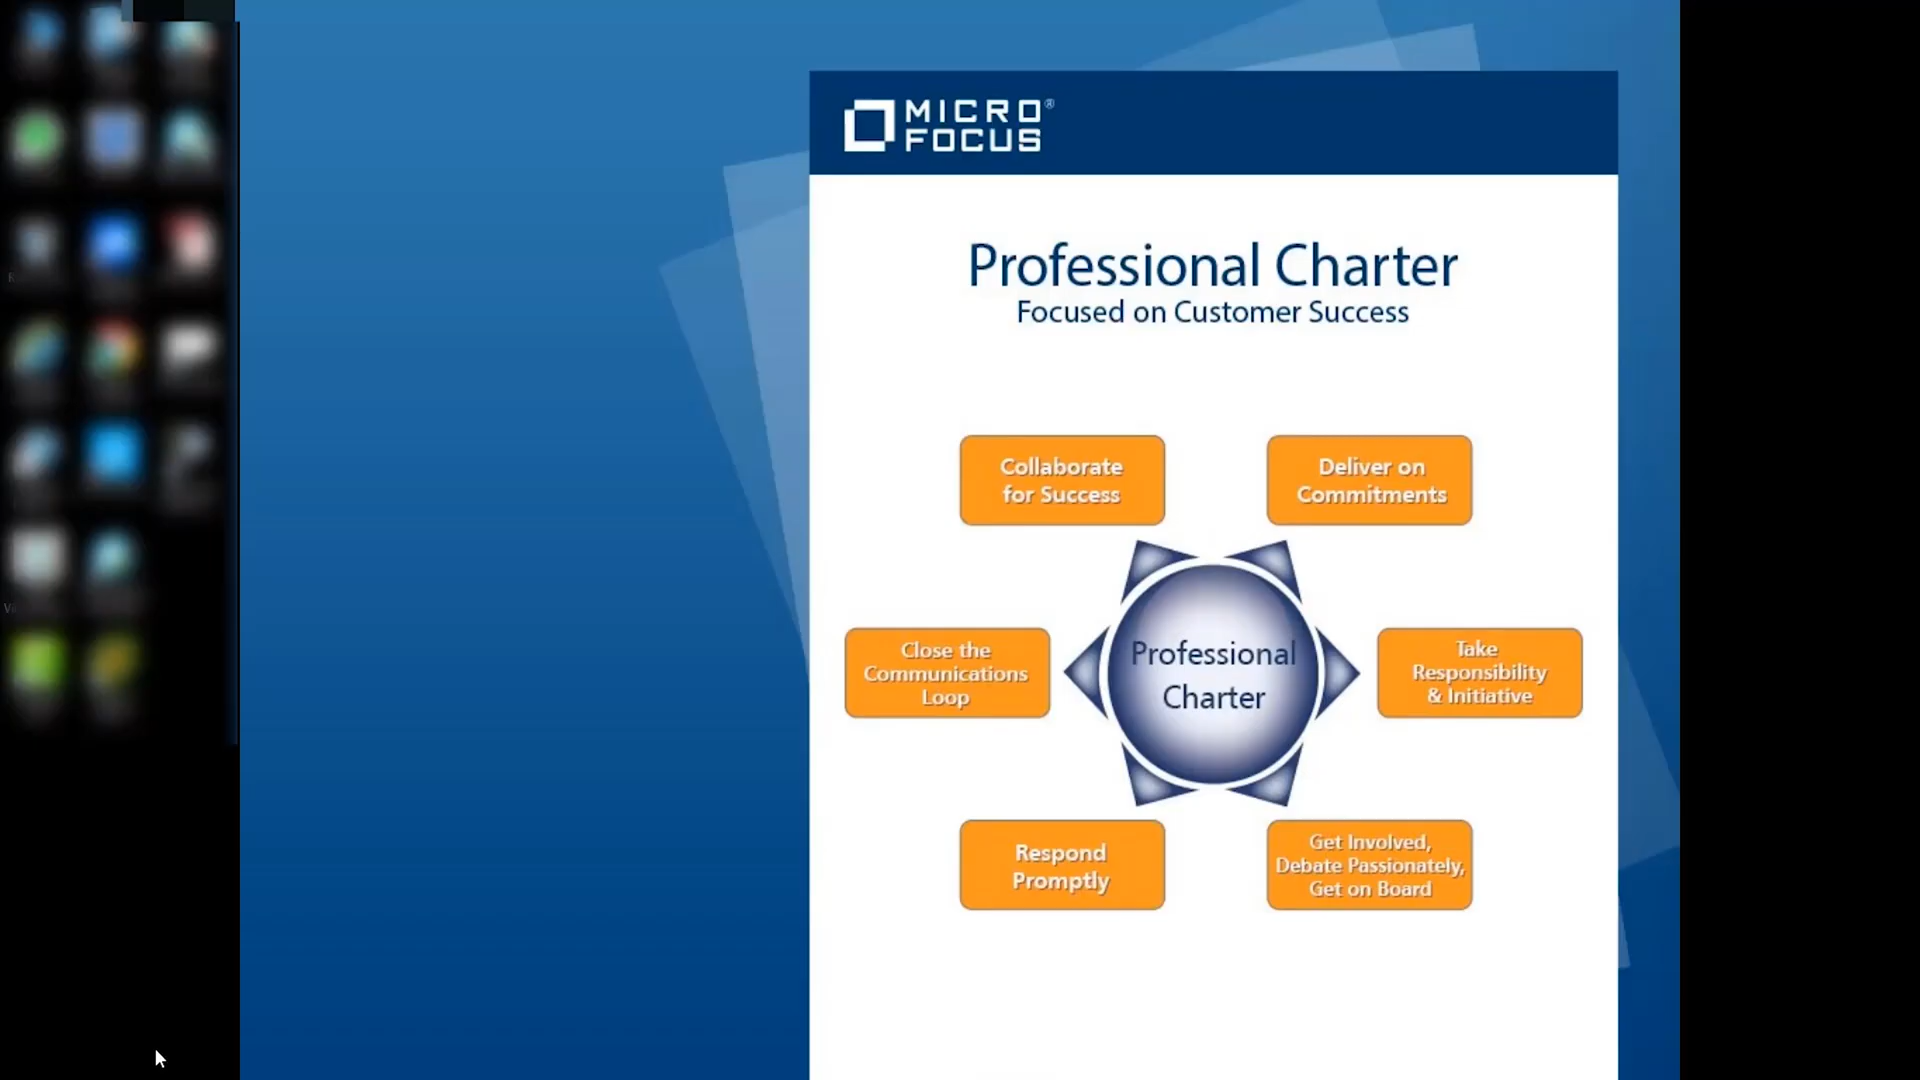 MICRO®
FOCUS
Professional Charter
Focused on Customer Success
Collaborate
for Success
Deliver on
Commitments
Close the
Communications
Loop
Professional
Charter
Take
Responsibility
& Initiative
Respond
Promptly
Get Involved,
Debate Passionately,
Get on Board